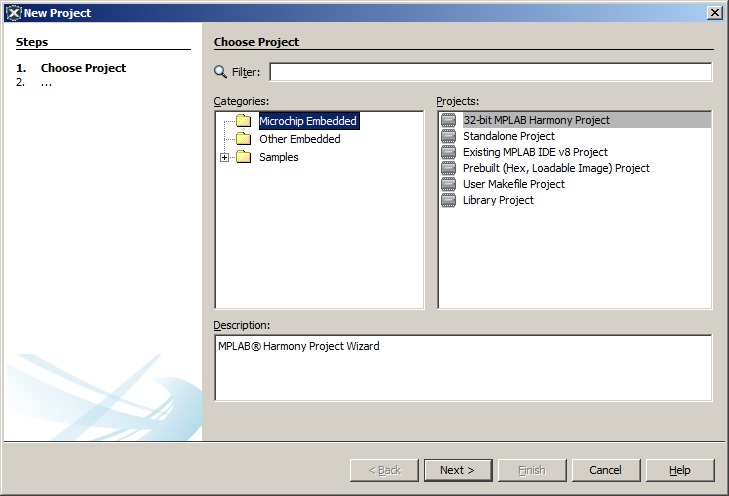 New Project
Steps
1. Choose Project
2. ...
Choose Project
Filter:
Categories:
Microchip Embedded
Other Embedded
Samples
Projects:
32-bit MPLAB Harmony Project
Standalone Project
Existing MPLAB IDE v8 Project
Prebuilt (Hex, Loadable Image) Project
User Makefile Project
Library Project
Description:
MPLAB® Harmony Project Wizard
< Back
Next >
Finish
Cancel
Help